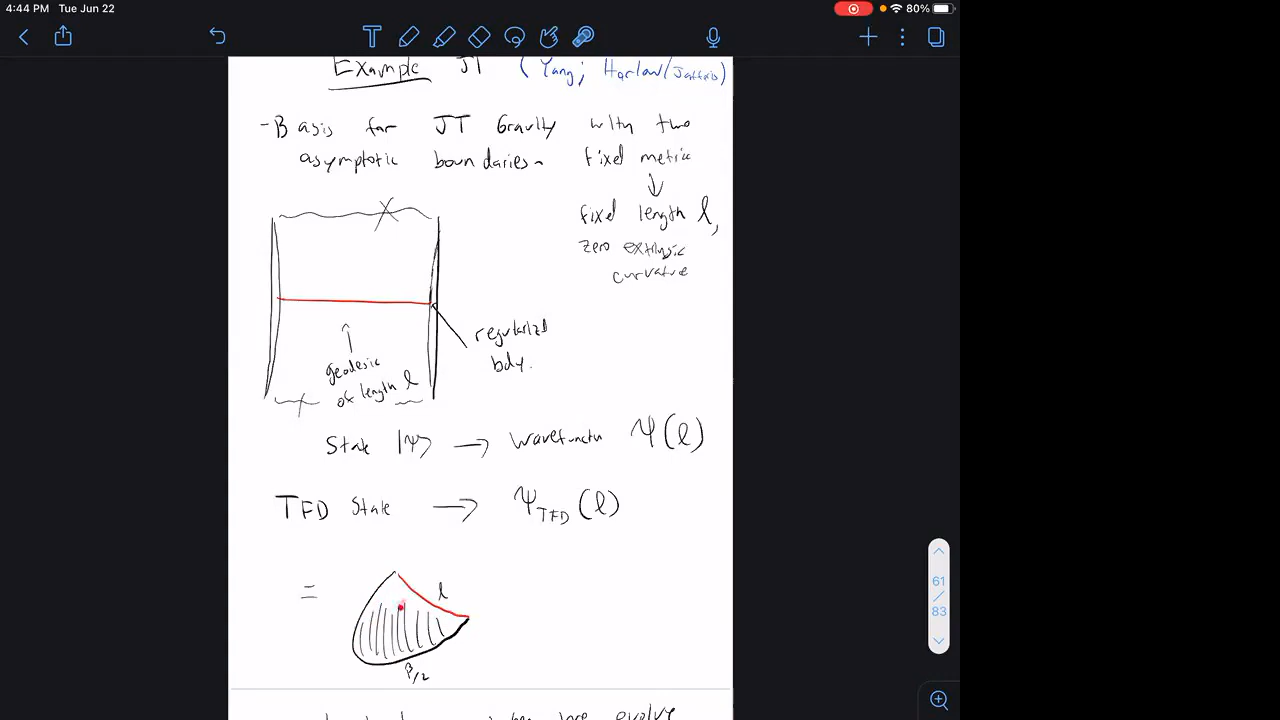 4:44 PM Tue Jun 22
80%
Example JT (Yang; Harlow/Jafferis)
- Basis for JT Gravity with two
asymptotic boundaries - fixed metric
fixed length ℓ,
zero extrinsic
curvature
regularized
bdy.
geodesic
of length ℓ
State |Ψ⟩ → Wavefunctn Ψ(ℓ)
TFD State → Ψ_TFD(ℓ)
=
ℓ
β/2
61
/
83
evolve